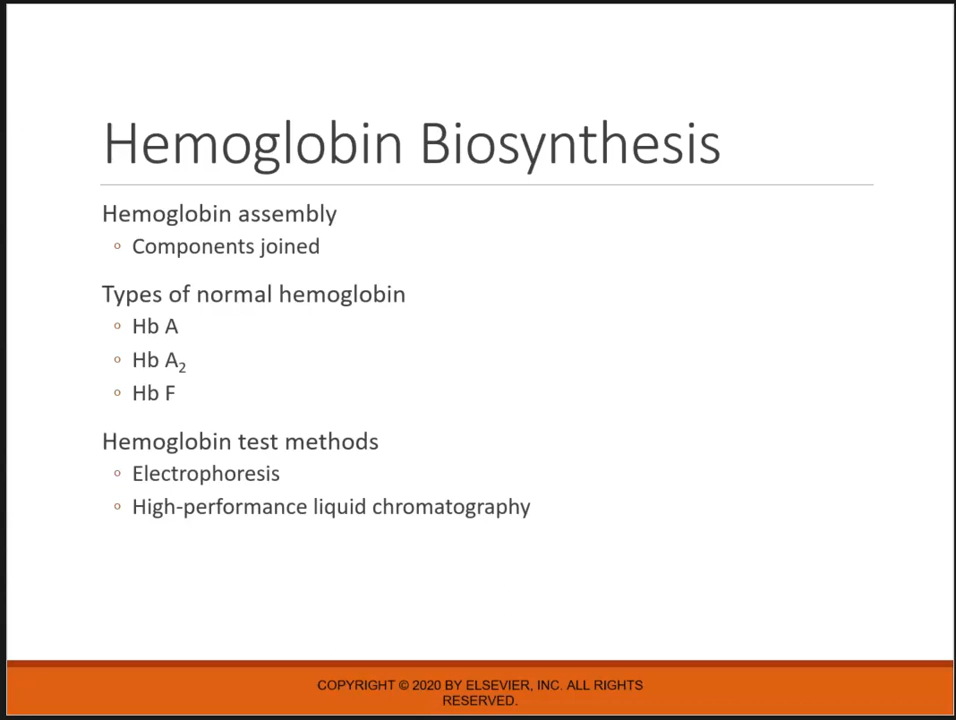 Hemoglobin Biosynthesis
Hemoglobin assembly
◦ Components joined
Types of normal hemoglobin
◦ Hb A
◦ Hb A₂
◦ Hb F
Hemoglobin test methods
◦ Electrophoresis
◦ High-performance liquid chromatography
COPYRIGHT © 2020 BY ELSEVIER, INC. ALL RIGHTS
RESERVED.